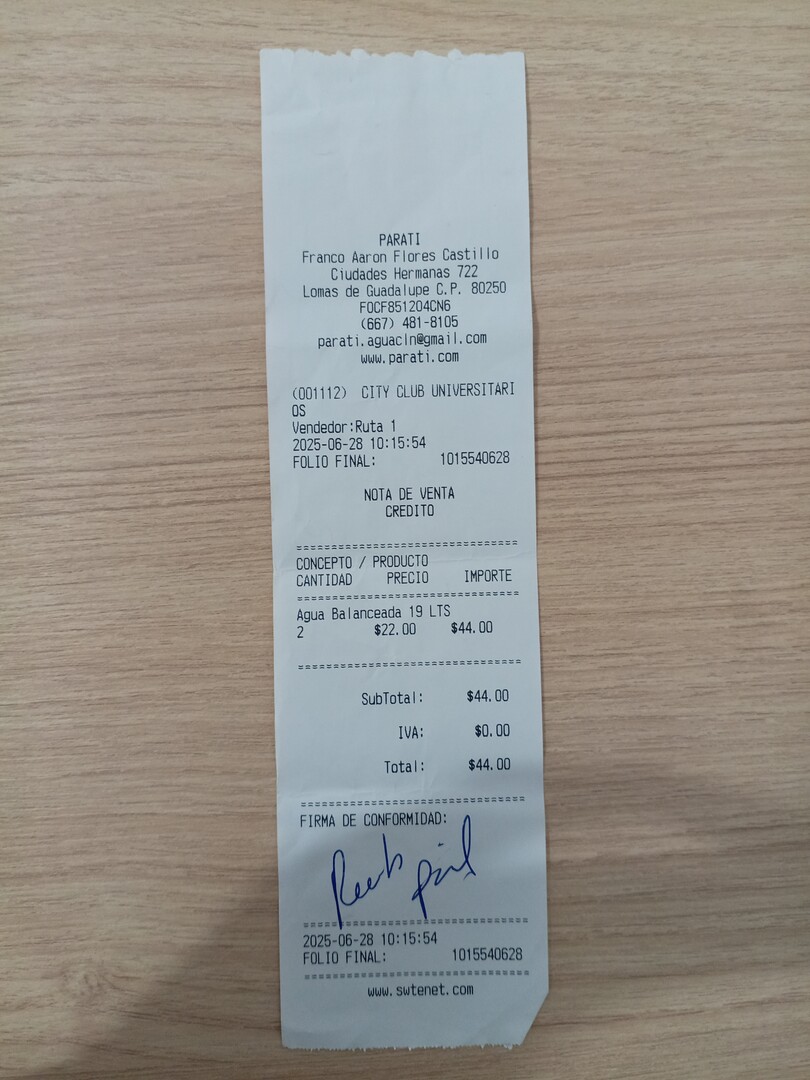 PARATI
Franco Aaron Flores Castillo
Ciudades Hermanas 722
Lomas de Guadalupe C.P. 80250
FOCF851204CN6
(667) 481-8105
parati.aguacln@gmail.com
www.parati.com
(001112) CITY CLUB UNIVERSITARI
OS
Vendedor:Ruta 1
2025-06-28 10:15:54
FOLIO FINAL: 1015540628
NOTA DE VENTA
CREDITO
================================
CONCEPTO / PRODUCTO
CANTIDAD PRECIO IMPORTE
================================
Agua Balanceada 19 LTS
2 $22.00 $44.00
================================
SubTotal: $44.00
IVA: $0.00
Total: $44.00
================================
FIRMA DE CONFORMIDAD:
================================
2025-06-28 10:15:54
FOLIO FINAL: 1015540628
================================
www.swtenet.com